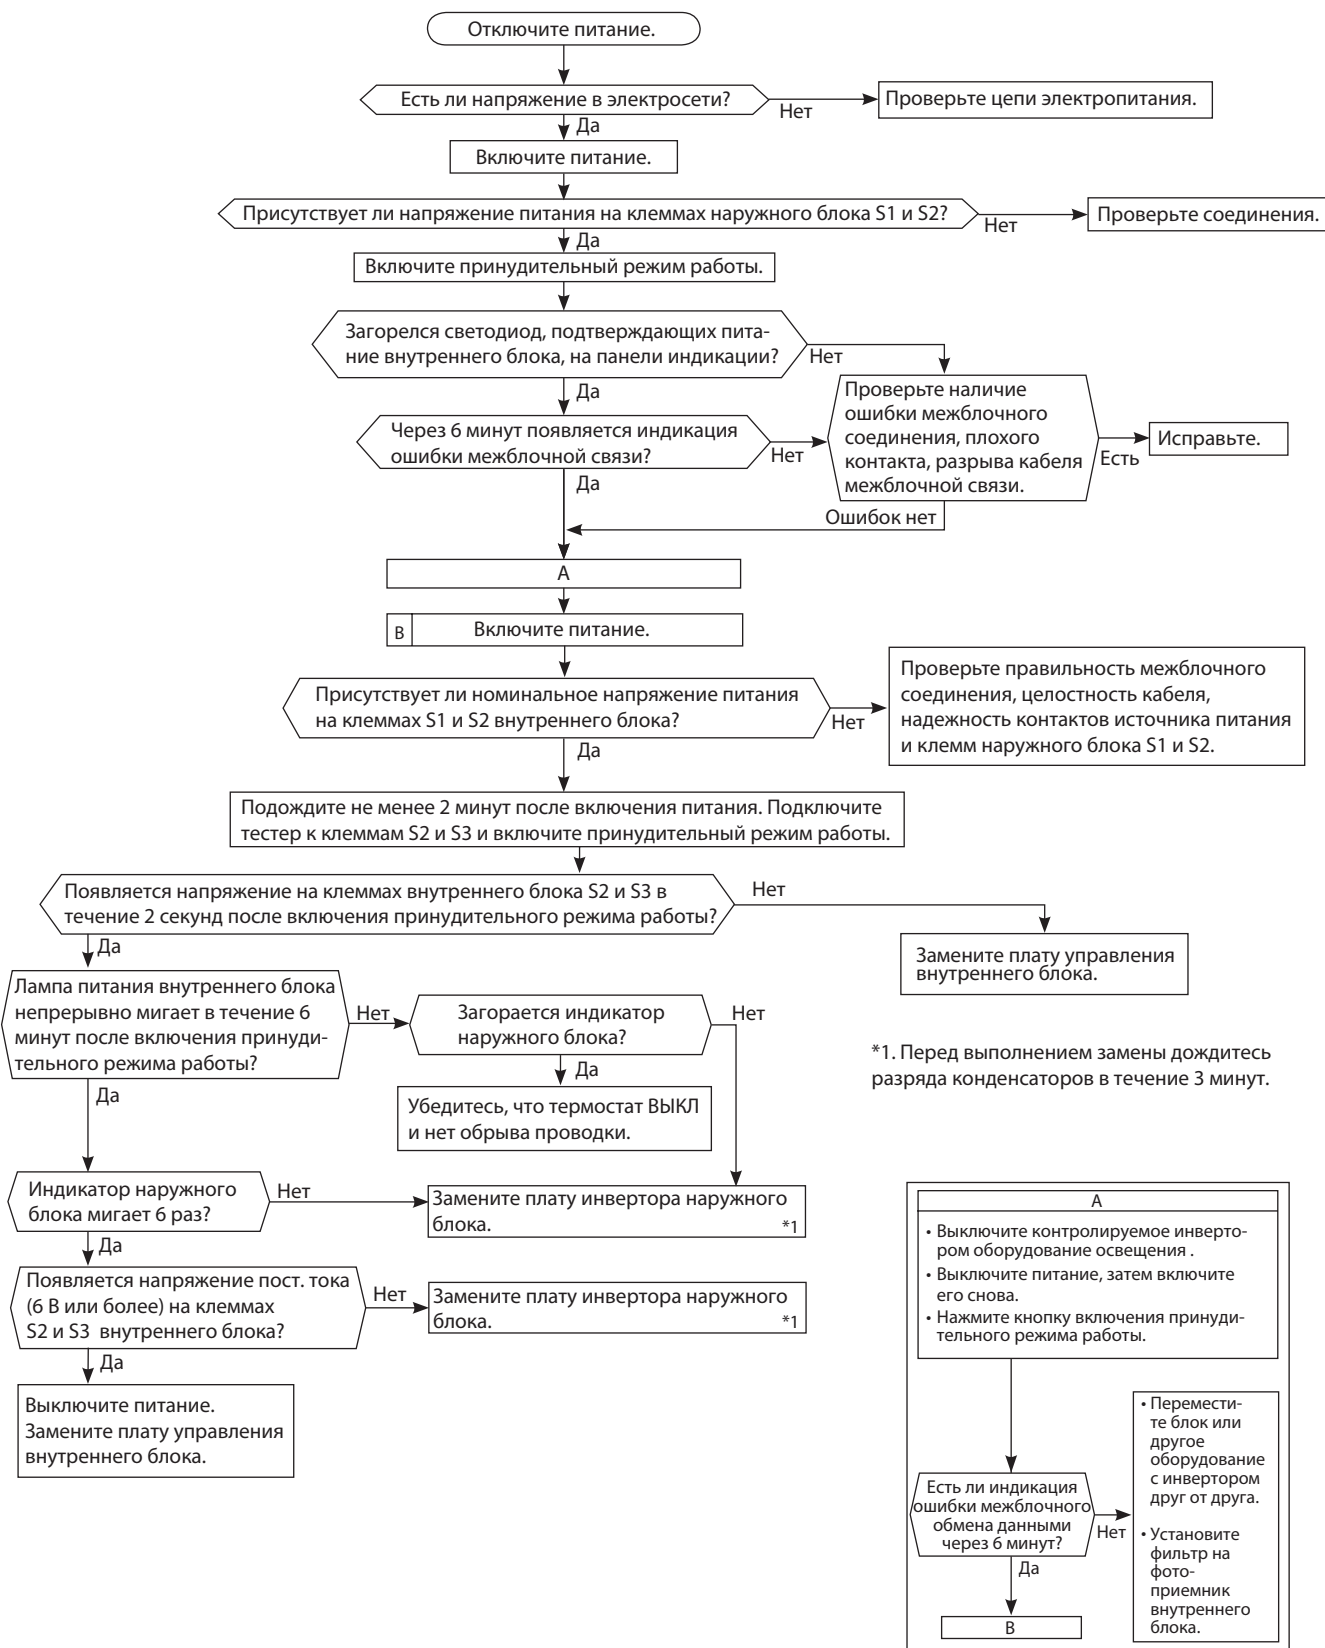 Отключите питание.
Есть ли напряжение в электросети?
Нет
Проверьте цепи электропитания.
Да
Включите питание.
Присутствует ли напряжение питания на клеммах наружного блока S1 и S2?
Нет
Проверьте соединения.
Да
Включите принудительный режим работы.
Загорелся светодиод, подтверждающих пита-
ние внутреннего блока, на панели индикации?
Нет
Да
Проверьте наличие
ошибки межблочного
соединения, плохого
контакта, разрыва кабеля
межблочной связи.
Есть
Исправьте.
Через 6 минут появляется индикация
ошибки межблочной связи?
Нет
Да
Ошибок нет
A
B
Включите питание.
Присутствует ли номинальное напряжение питания
на клеммах S1 и S2 внутреннего блока?
Нет
Проверьте правильность межблочного
соединения, целостность кабеля,
надежность контактов источника питания
и клемм наружного блока S1 и S2.
Да
Подождите не менее 2 минут после включения питания. Подключите
тестер к клеммам S2 и S3 и включите принудительный режим работы.
Появляется напряжение на клеммах внутреннего блока S2 и S3 в
течение 2 секунд после включения принудительного режима работы?
Нет
Замените плату управления
внутреннего блока.
Да
Лампа питания внутреннего блока
непрерывно мигает в течение 6
минут после включения принуди-
тельного режима работы?
Нет
Загорается индикатор
наружного блока?
Нет
Да
Убедитесь, что термостат ВЫКЛ
и нет обрыва проводки.
*1. Перед выполнением замены дождитесь
разряда конденсаторов в течение 3 минут.
Да
Индикатор наружного
блока мигает 6 раз?
Нет
Замените плату инвертора наружного
блока. *1
Да
Появляется напряжение пост. тока
(6 В или более) на клеммах
S2 и S3 внутреннего блока?
Нет
Замените плату инвертора наружного
блока. *1
Да
Выключите питание.
Замените плату управления
внутреннего блока.
A
• Выключите контролируемое инверто-
ром оборудование освещения .
• Выключите питание, затем включите
его снова.
• Нажмите кнопку включения принуди-
тельного режима работы.
Есть ли индикация
ошибки межблочного
обмена данными
через 6 минут?
Нет
• Перемести-
те блок или
другое
оборудование
с инвертором
друг от друга.
• Установите
фильтр на
фото-
приемник
внутреннего
блока.
Да
B